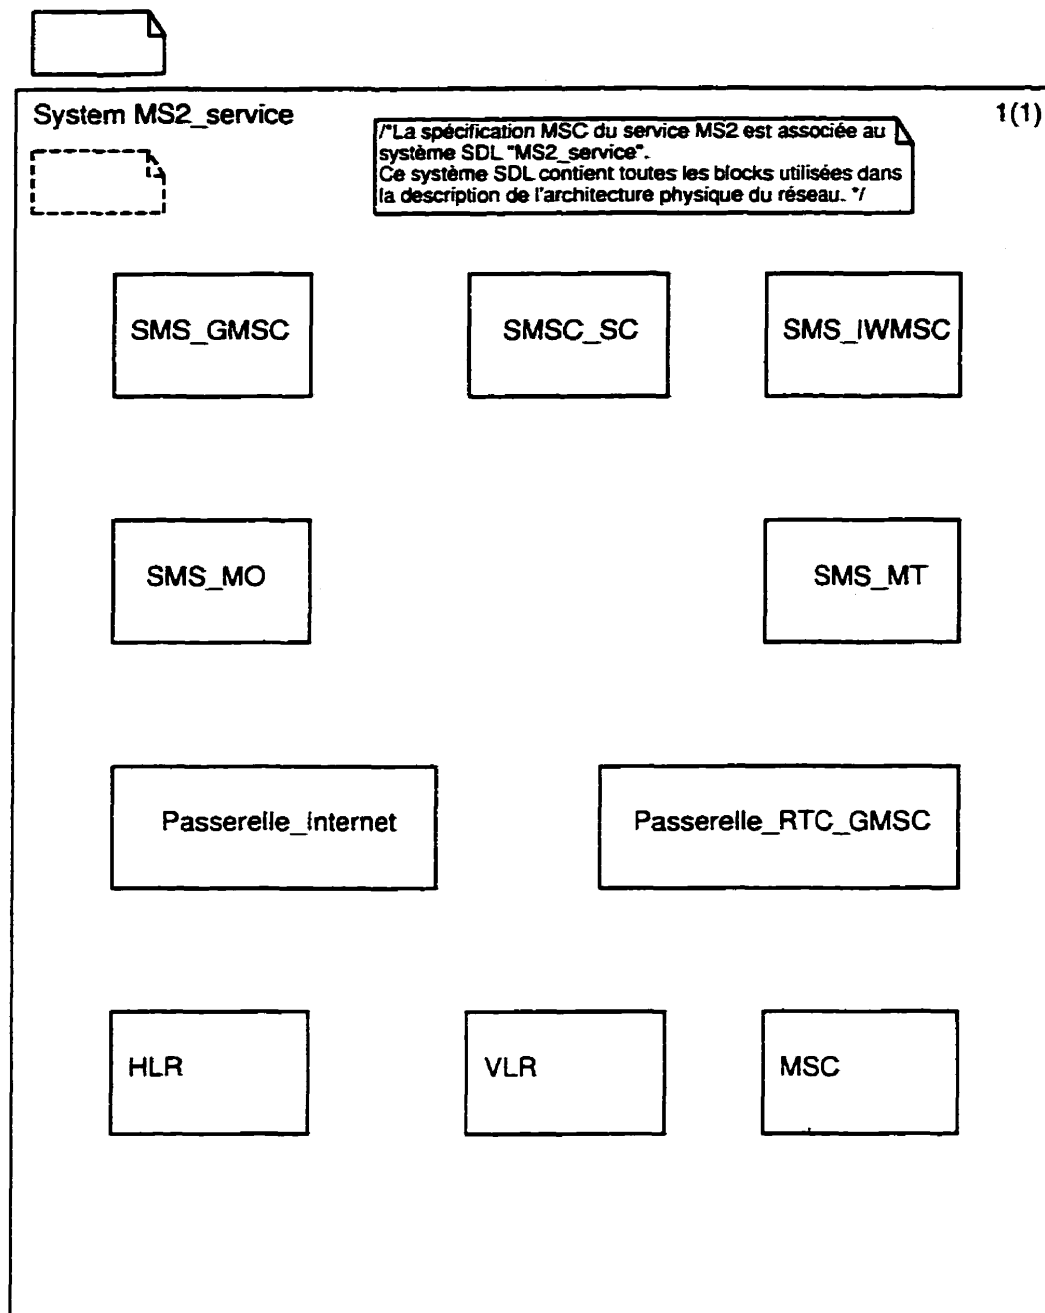 System MS2_service
1(1)
/*La spécification MSC du service MS2 est associée au
système SDL "MS2_service".
Ce système SDL contient toutes les blocks utilisées dans
la description de l'architecture physique du réseau. */
SMS_GMSC
SMSC_SC
SMS_IWMSC
SMS_MO
SMS_MT
Passerelle_Internet
Passerelle_RTC_GMSC
HLR
VLR
MSC